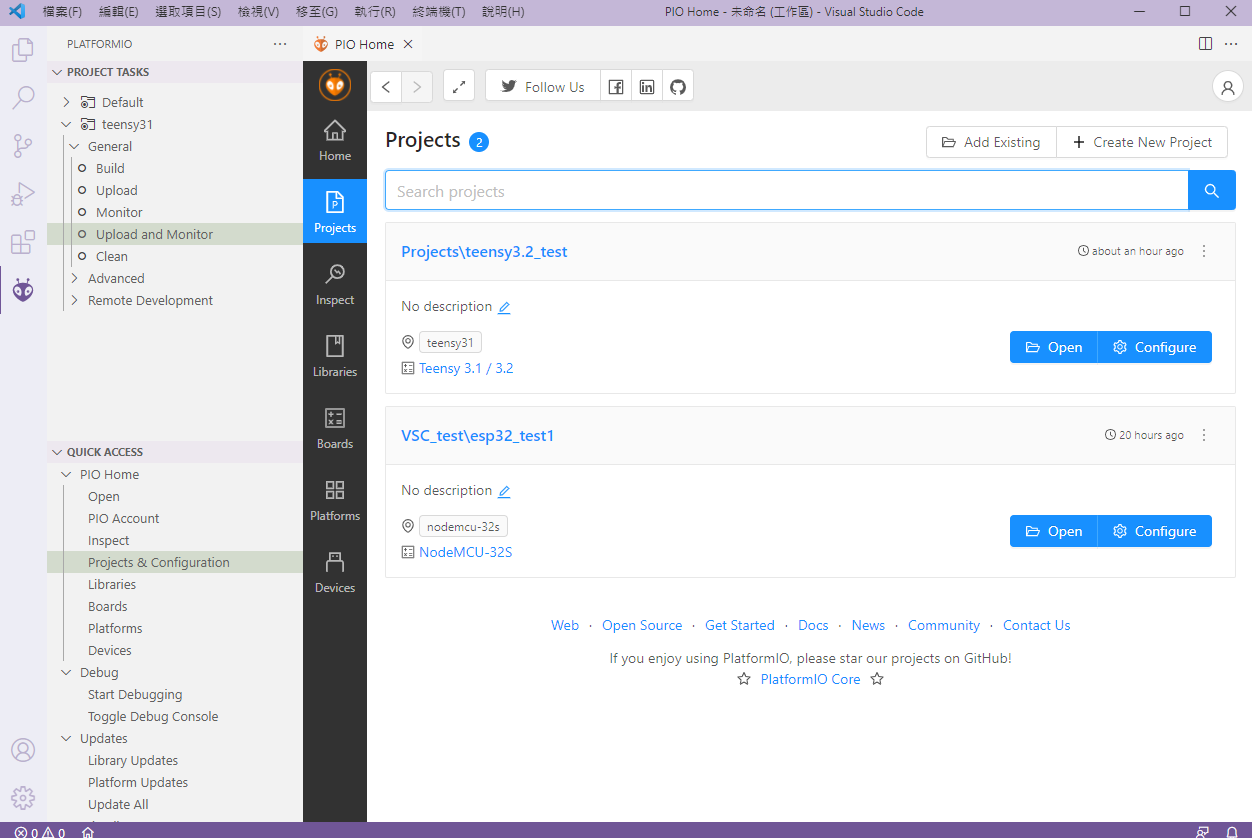 檔案(F) 編輯(E) 選取項目(S) 檢視(V) 移至(G) 執行(R) 終端機(T) 說明(H) PIO Home - 未命名 (工作區) - Visual Studio Code
PLATFORMIO
PIO Home
PROJECT TASKS
Default
teensy31
General
Build
Upload
Monitor
Upload and Monitor
Clean
Advanced
Remote Development
QUICK ACCESS
PIO Home
Open
PIO Account
Inspect
Projects & Configuration
Libraries
Boards
Platforms
Devices
Debug
Start Debugging
Toggle Debug Console
Updates
Library Updates
Platform Updates
Update All
Home
Projects
Inspect
Libraries
Boards
Platforms
Devices
Follow Us
Projects 2
Add Existing
Create New Project
Search projects
Projects\teensy3.2_test
about an hour ago
No description
teensy31
Teensy 3.1 / 3.2
Open
Configure
VSC_test\esp32_test1
20 hours ago
No description
nodemcu-32s
NodeMCU-32S
Open
Configure
Web · Open Source · Get Started · Docs · News · Community · Contact Us
If you enjoy using PlatformIO, please star our projects on GitHub!
PlatformIO Core
0 0